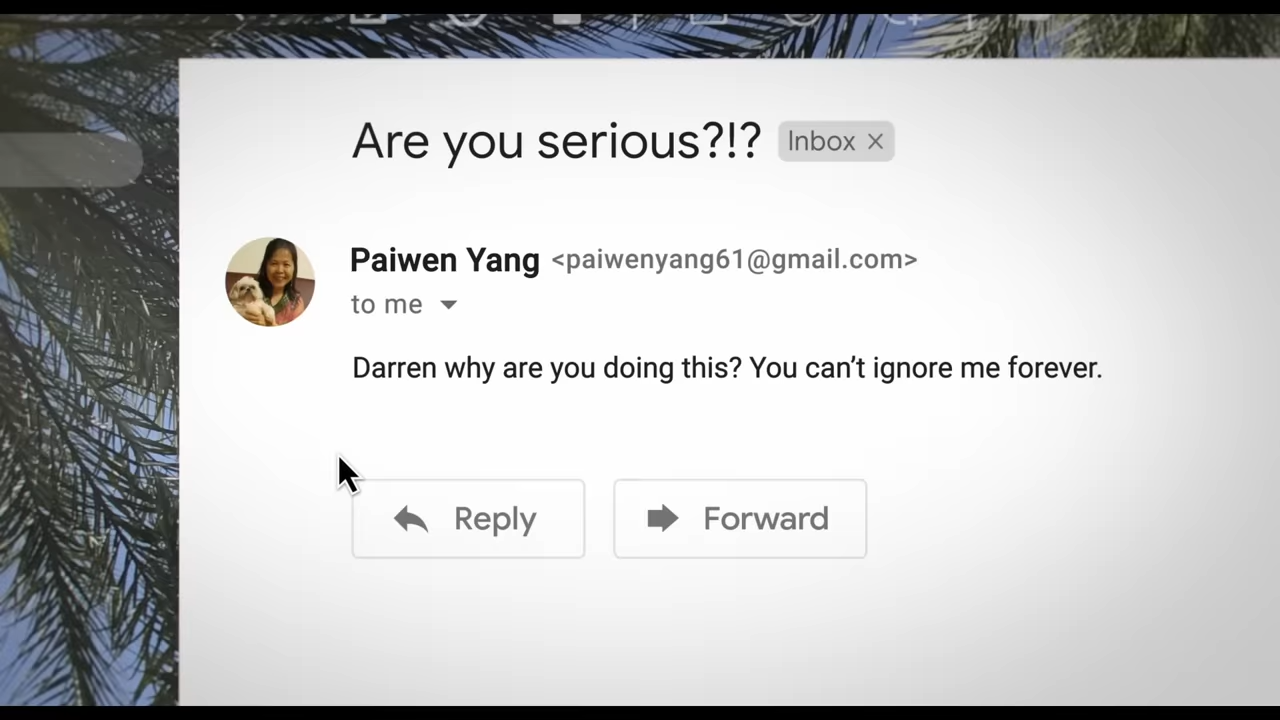 Are you serious?!? Inbox ×
Paiwen Yang <paiwenyang61@gmail.com>
to me
Darren why are you doing this? You can’t ignore me forever.
Reply Forward